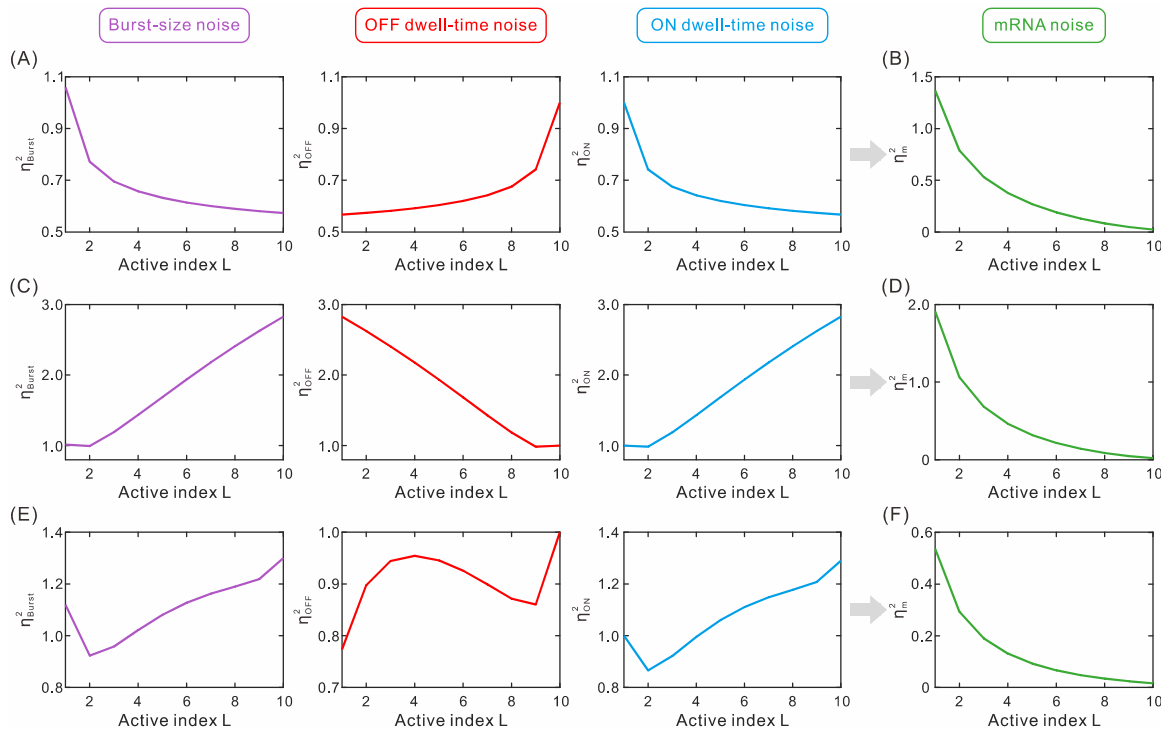 Burst-size noise
OFF dwell-time noise
ON dwell-time noise
mRNA noise
(A)
(B)
1.1
0.9
0.7
0.5
η²Burst
2 4 6 8 10
Active index L
1.1
0.9
0.7
0.5
η²OFF
2 4 6 8 10
Active index L
1.1
0.9
0.7
0.5
η²ON
2 4 6 8 10
Active index L
1.5
1.0
0.5
0
η²m
2 4 6 8 10
Active index L
(C)
(D)
3.0
2.0
1.0
η²Burst
2 4 6 8 10
Active index L
3.0
2.0
1.0
η²OFF
2 4 6 8 10
Active index L
3.0
2.0
1.0
η²ON
2 4 6 8 10
Active index L
2.0
1.0
0
η²m
2 4 6 8 10
Active index L
(E)
(F)
1.4
1.2
1.0
0.8
η²Burst
2 4 6 8 10
Active index L
1.0
0.9
0.8
0.7
η²OFF
2 4 6 8 10
Active index L
1.4
1.2
1.0
0.8
η²ON
2 4 6 8 10
Active index L
0.6
0.4
0.2
0
η²m
2 4 6 8 10
Active index L